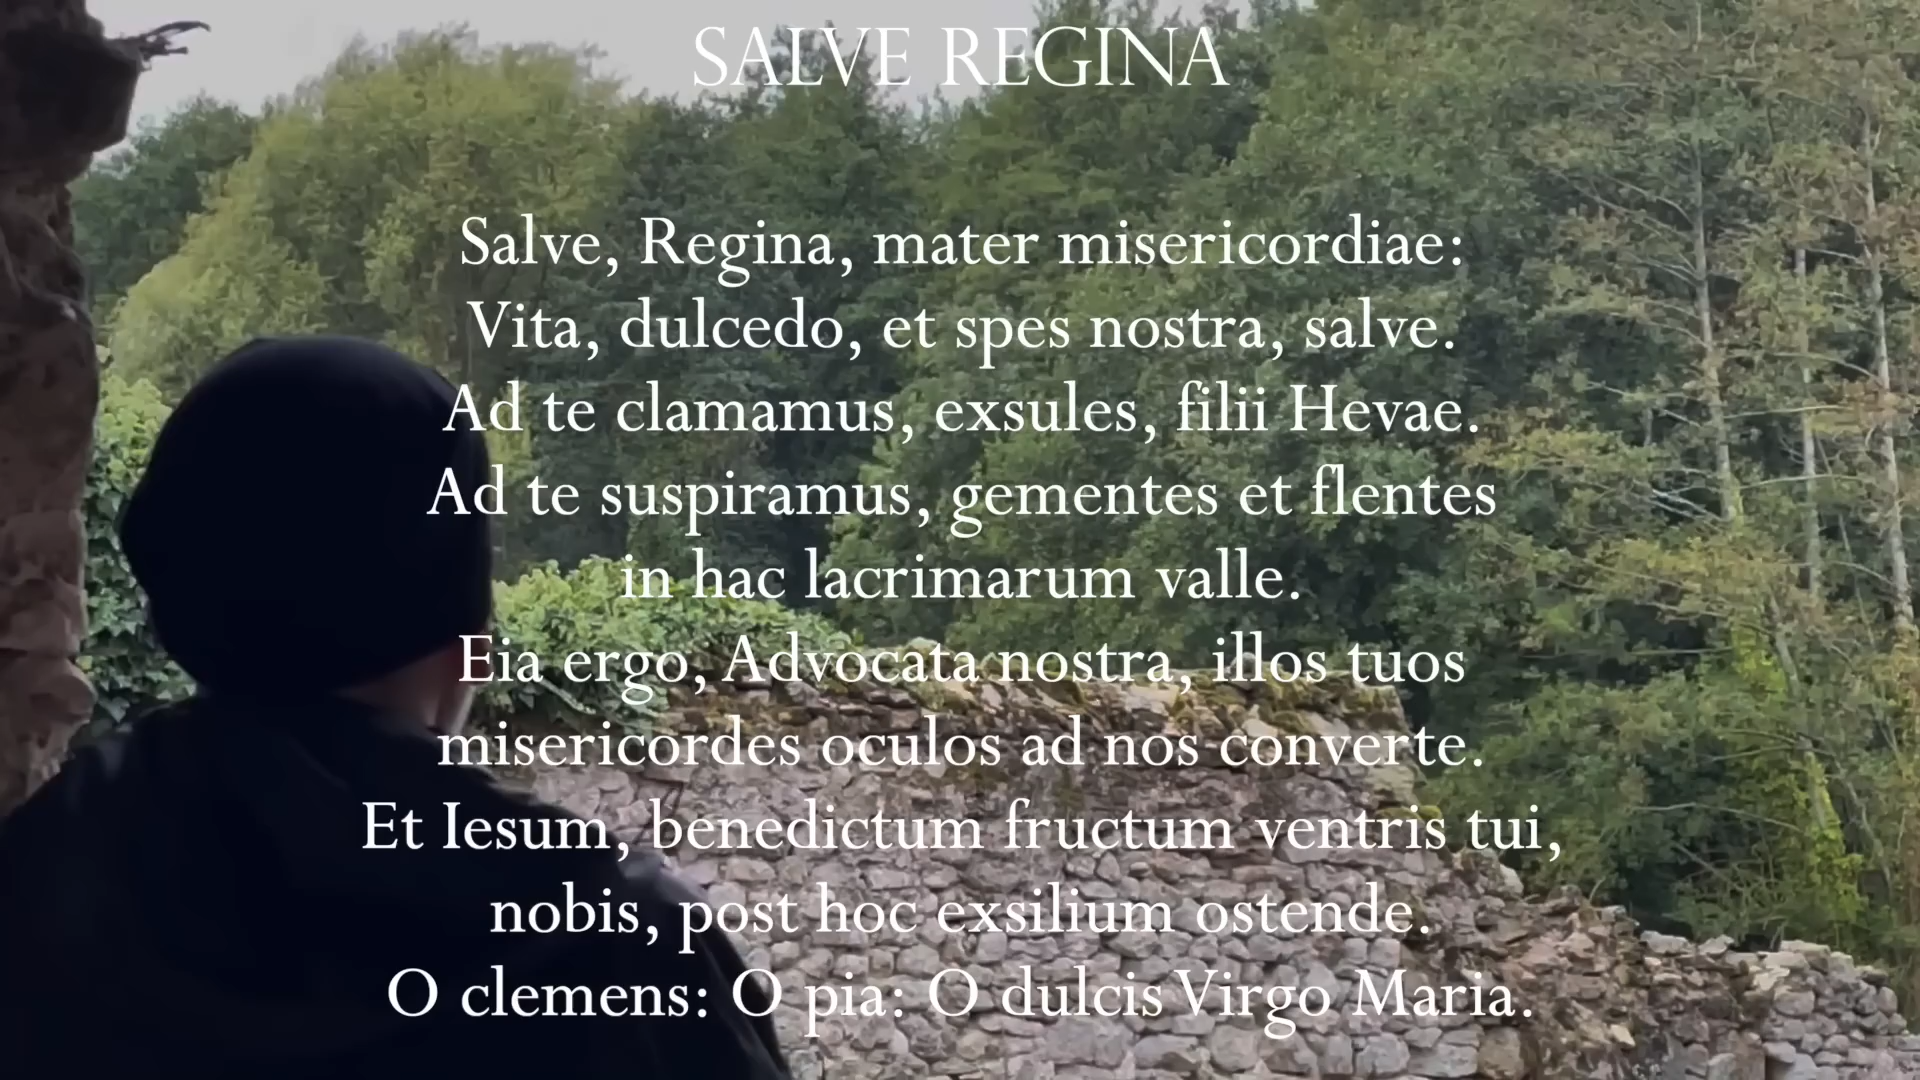 SALVE REGINA
Salve, Regina, mater misericordiae:
Vita, dulcedo, et spes nostra, salve.
Ad te clamamus, exsules, filii Hevae.
Ad te suspiramus, gementes et flentes
in hac lacrimarum valle.
Eia ergo, Advocata nostra, illos tuos
misericordes oculos ad nos converte.
Et Iesum, benedictum fructum ventris tui,
nobis, post hoc exsilium ostende.
O clemens: O pia: O dulcis Virgo Maria.